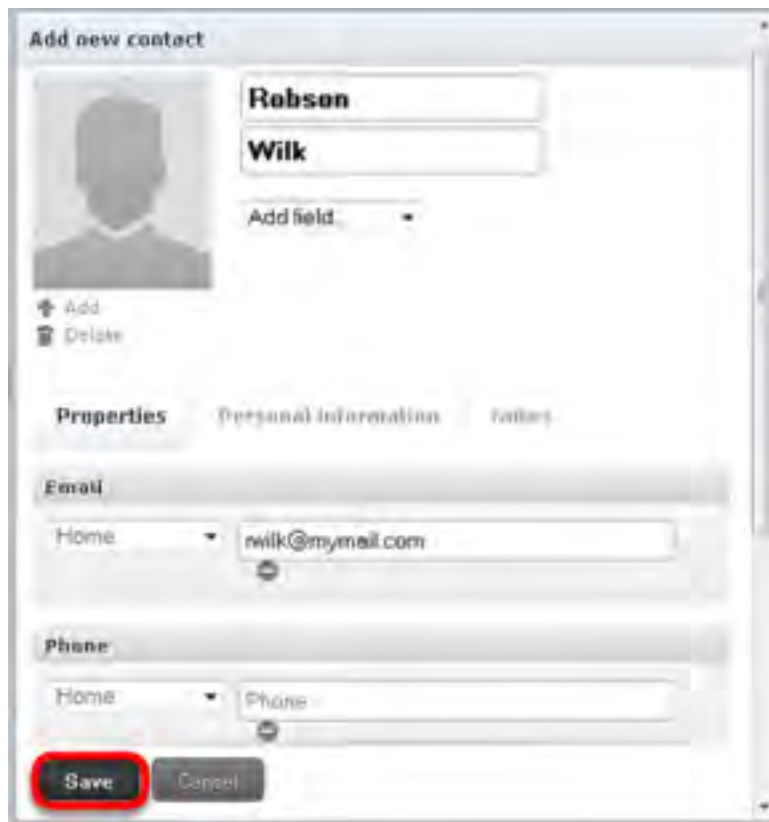 Add new contact
Robson
Wilk
Add field...
Add
Delete
Properties Personal information Notes
Email
Home rwilk@mymail.com
Phone
Home Phone
Save Cancel